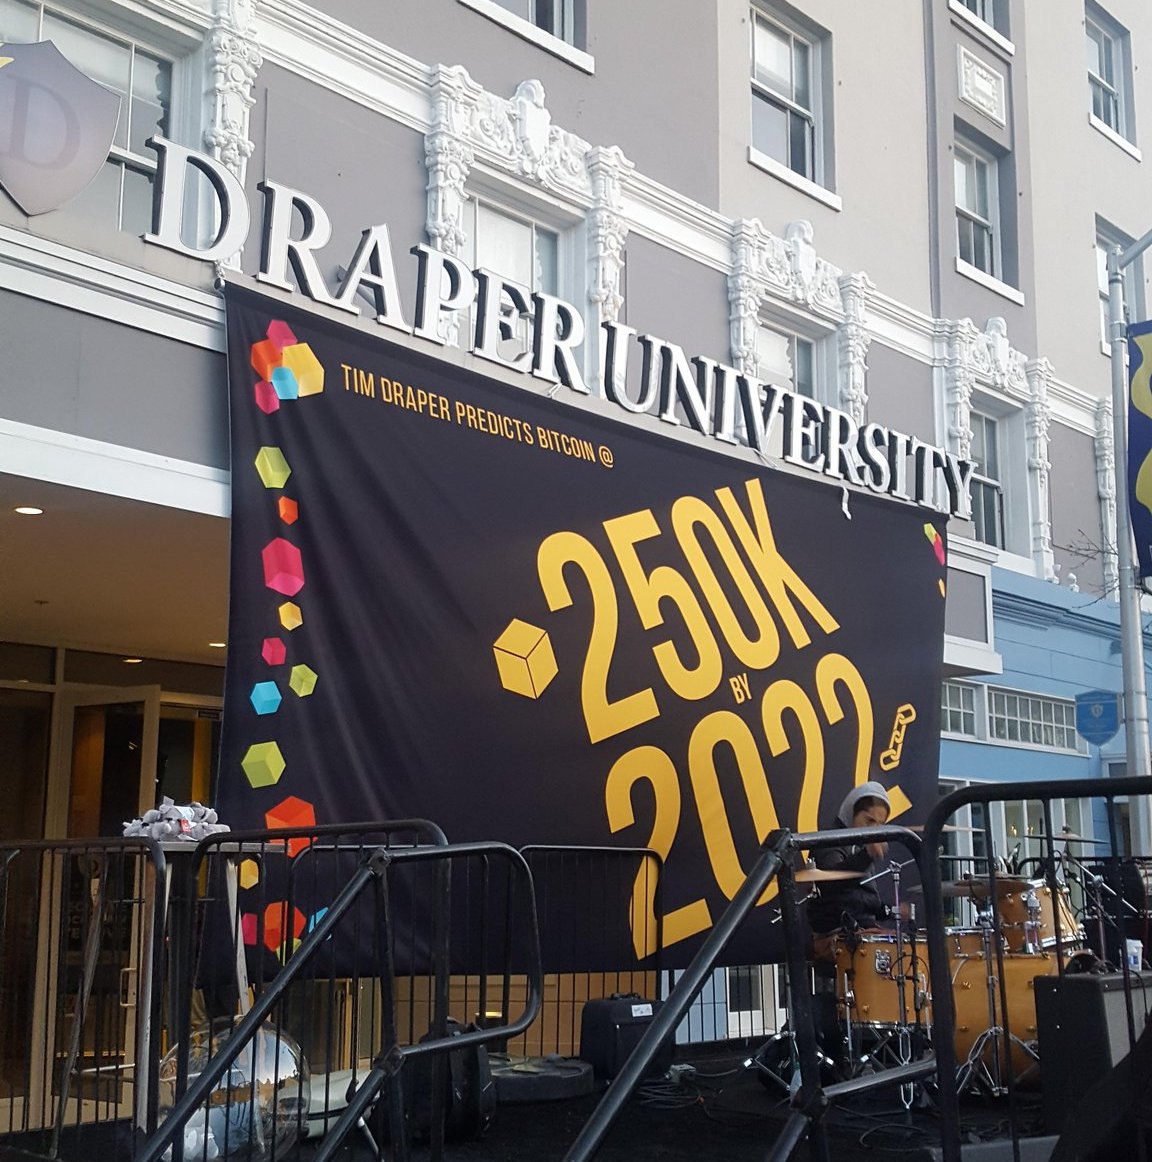 D
DRAPER UNIVERSITY
TIM DRAPER PREDICTS BITCOIN @
250K
BY
2022